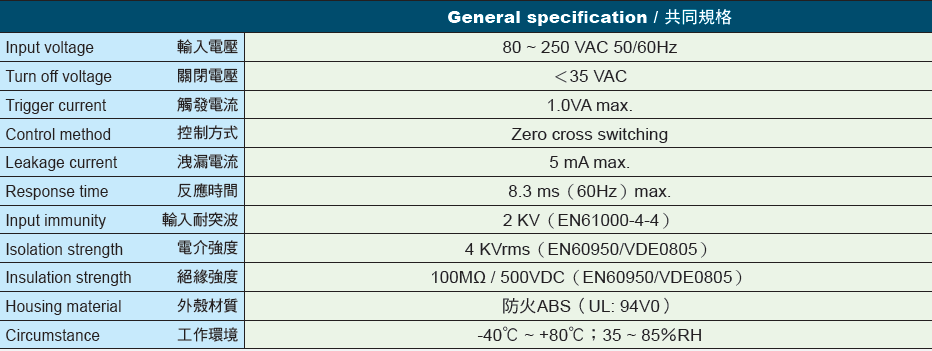 General specification / 共同規格
Input voltage 輸入電壓 80 ~ 250 VAC 50/60Hz
Turn off voltage 關閉電壓 ＜35 VAC
Trigger current 觸發電流 1.0VA max.
Control method 控制方式 Zero cross switching
Leakage current 洩漏電流 5 mA max.
Response time 反應時間 8.3 ms（60Hz）max.
Input immunity 輸入耐突波 2 KV（EN61000-4-4）
Isolation strength 電介強度 4 KVrms（EN60950/VDE0805）
Insulation strength 絕緣強度 100MΩ / 500VDC（EN60950/VDE0805）
Housing material 外殼材質 防火ABS（UL: 94V0）
Circumstance 工作環境 -40℃ ~ +80℃；35 ~ 85%RH